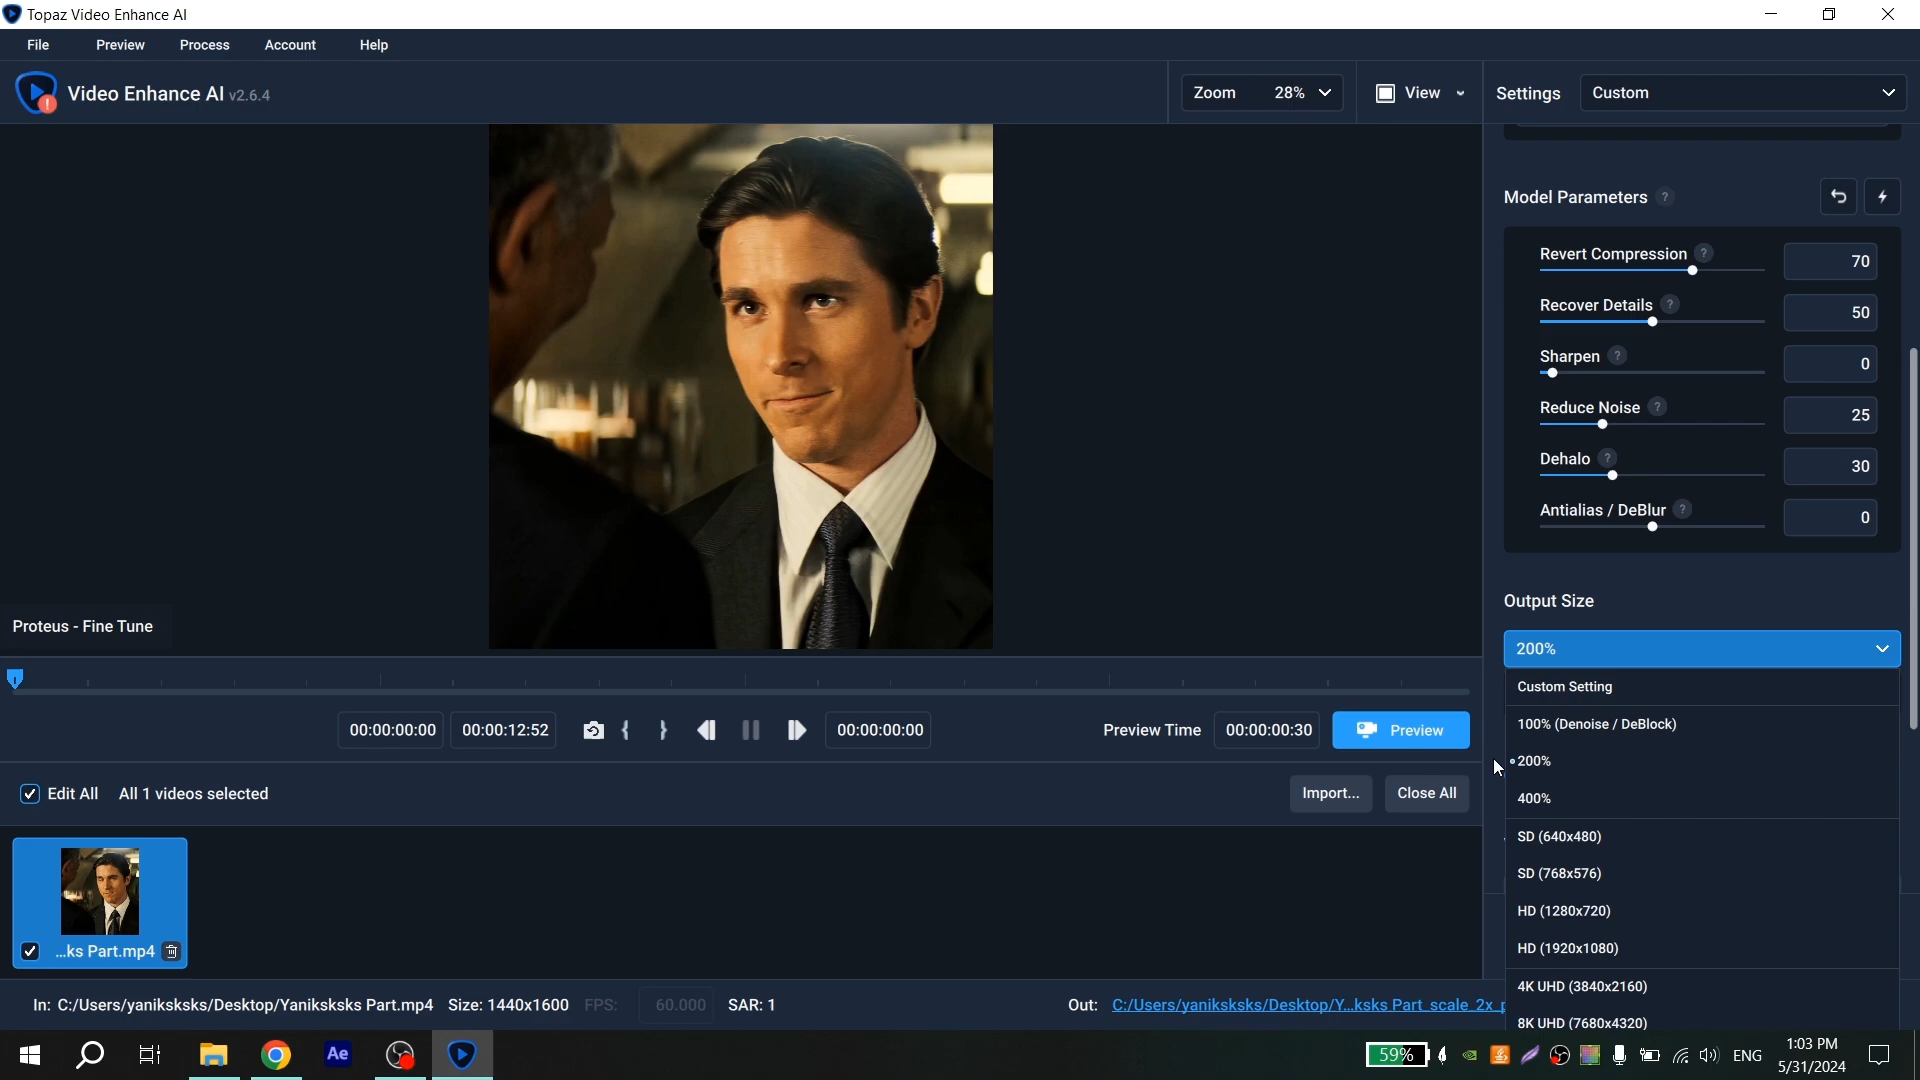 Topaz Video Enhance AI
File Preview Process Account Help
Video Enhance AI v2.6.4
Zoom 28%
View
Settings Custom
Model Parameters ?
Revert Compression ? 70
Recover Details ? 50
Sharpen ? 0
Reduce Noise ? 25
Dehalo ? 30
Antialias / DeBlur ? 0
Output Size
200%
Custom Setting
100% (Denoise / DeBlock)
200%
400%
SD (640x480)
SD (768x576)
HD (1280x720)
HD (1920x1080)
4K UHD (3840x2160)
8K UHD (7680x4320)
Proteus - Fine Tune
00:00:00:00 00:00:12:52 { } 00:00:00:00
Preview Time 00:00:00:30 Preview
Edit All All 1 videos selected
Import... Close All
...ks Part.mp4
In: C:/Users/yaniksksks/Desktop/Yaniksksks Part.mp4 Size: 1440x1600 FPS: 60.000 SAR: 1
Out: C:/Users/yaniksksks/Desktop/Y...ksks Part_scale_2x_p
Ae
59%
ENG
1:03 PM
5/31/2024